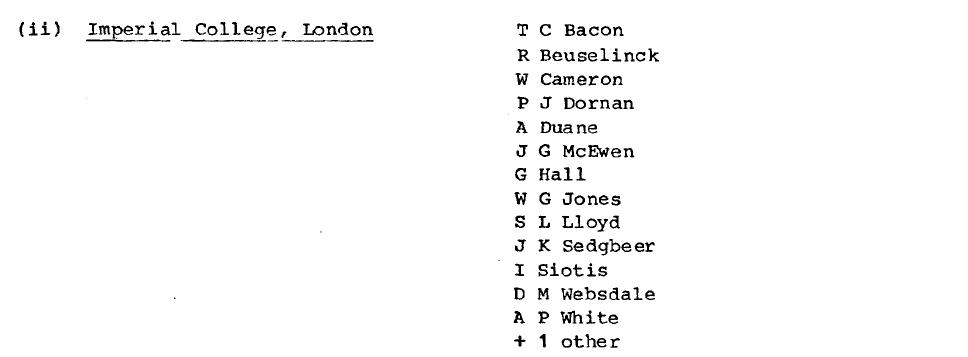 (ii) Imperial College, London T C Bacon
R Beuselinck
W Cameron
P J Dornan
A Duane
J G McEwen
G Hall
W G Jones
S L Lloyd
J K Sedgbeer
I Siotis
D M Websdale
A P White
+ 1 other